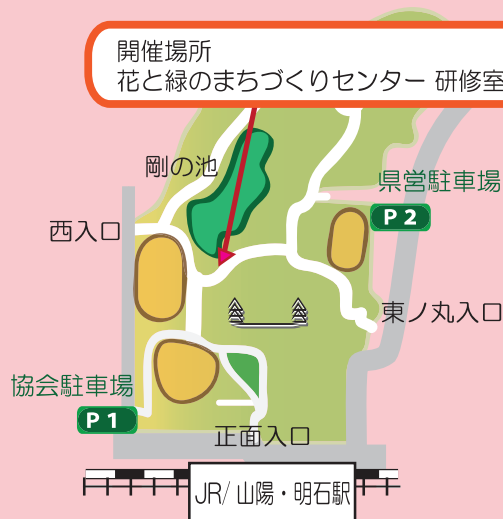 開催場所
花と緑のまちづくりセンター 研修室
剛の池
県営駐車場
P 2
西入口
東ノ丸入口
協会駐車場
P 1
正面入口
JR/ 山陽・明石駅